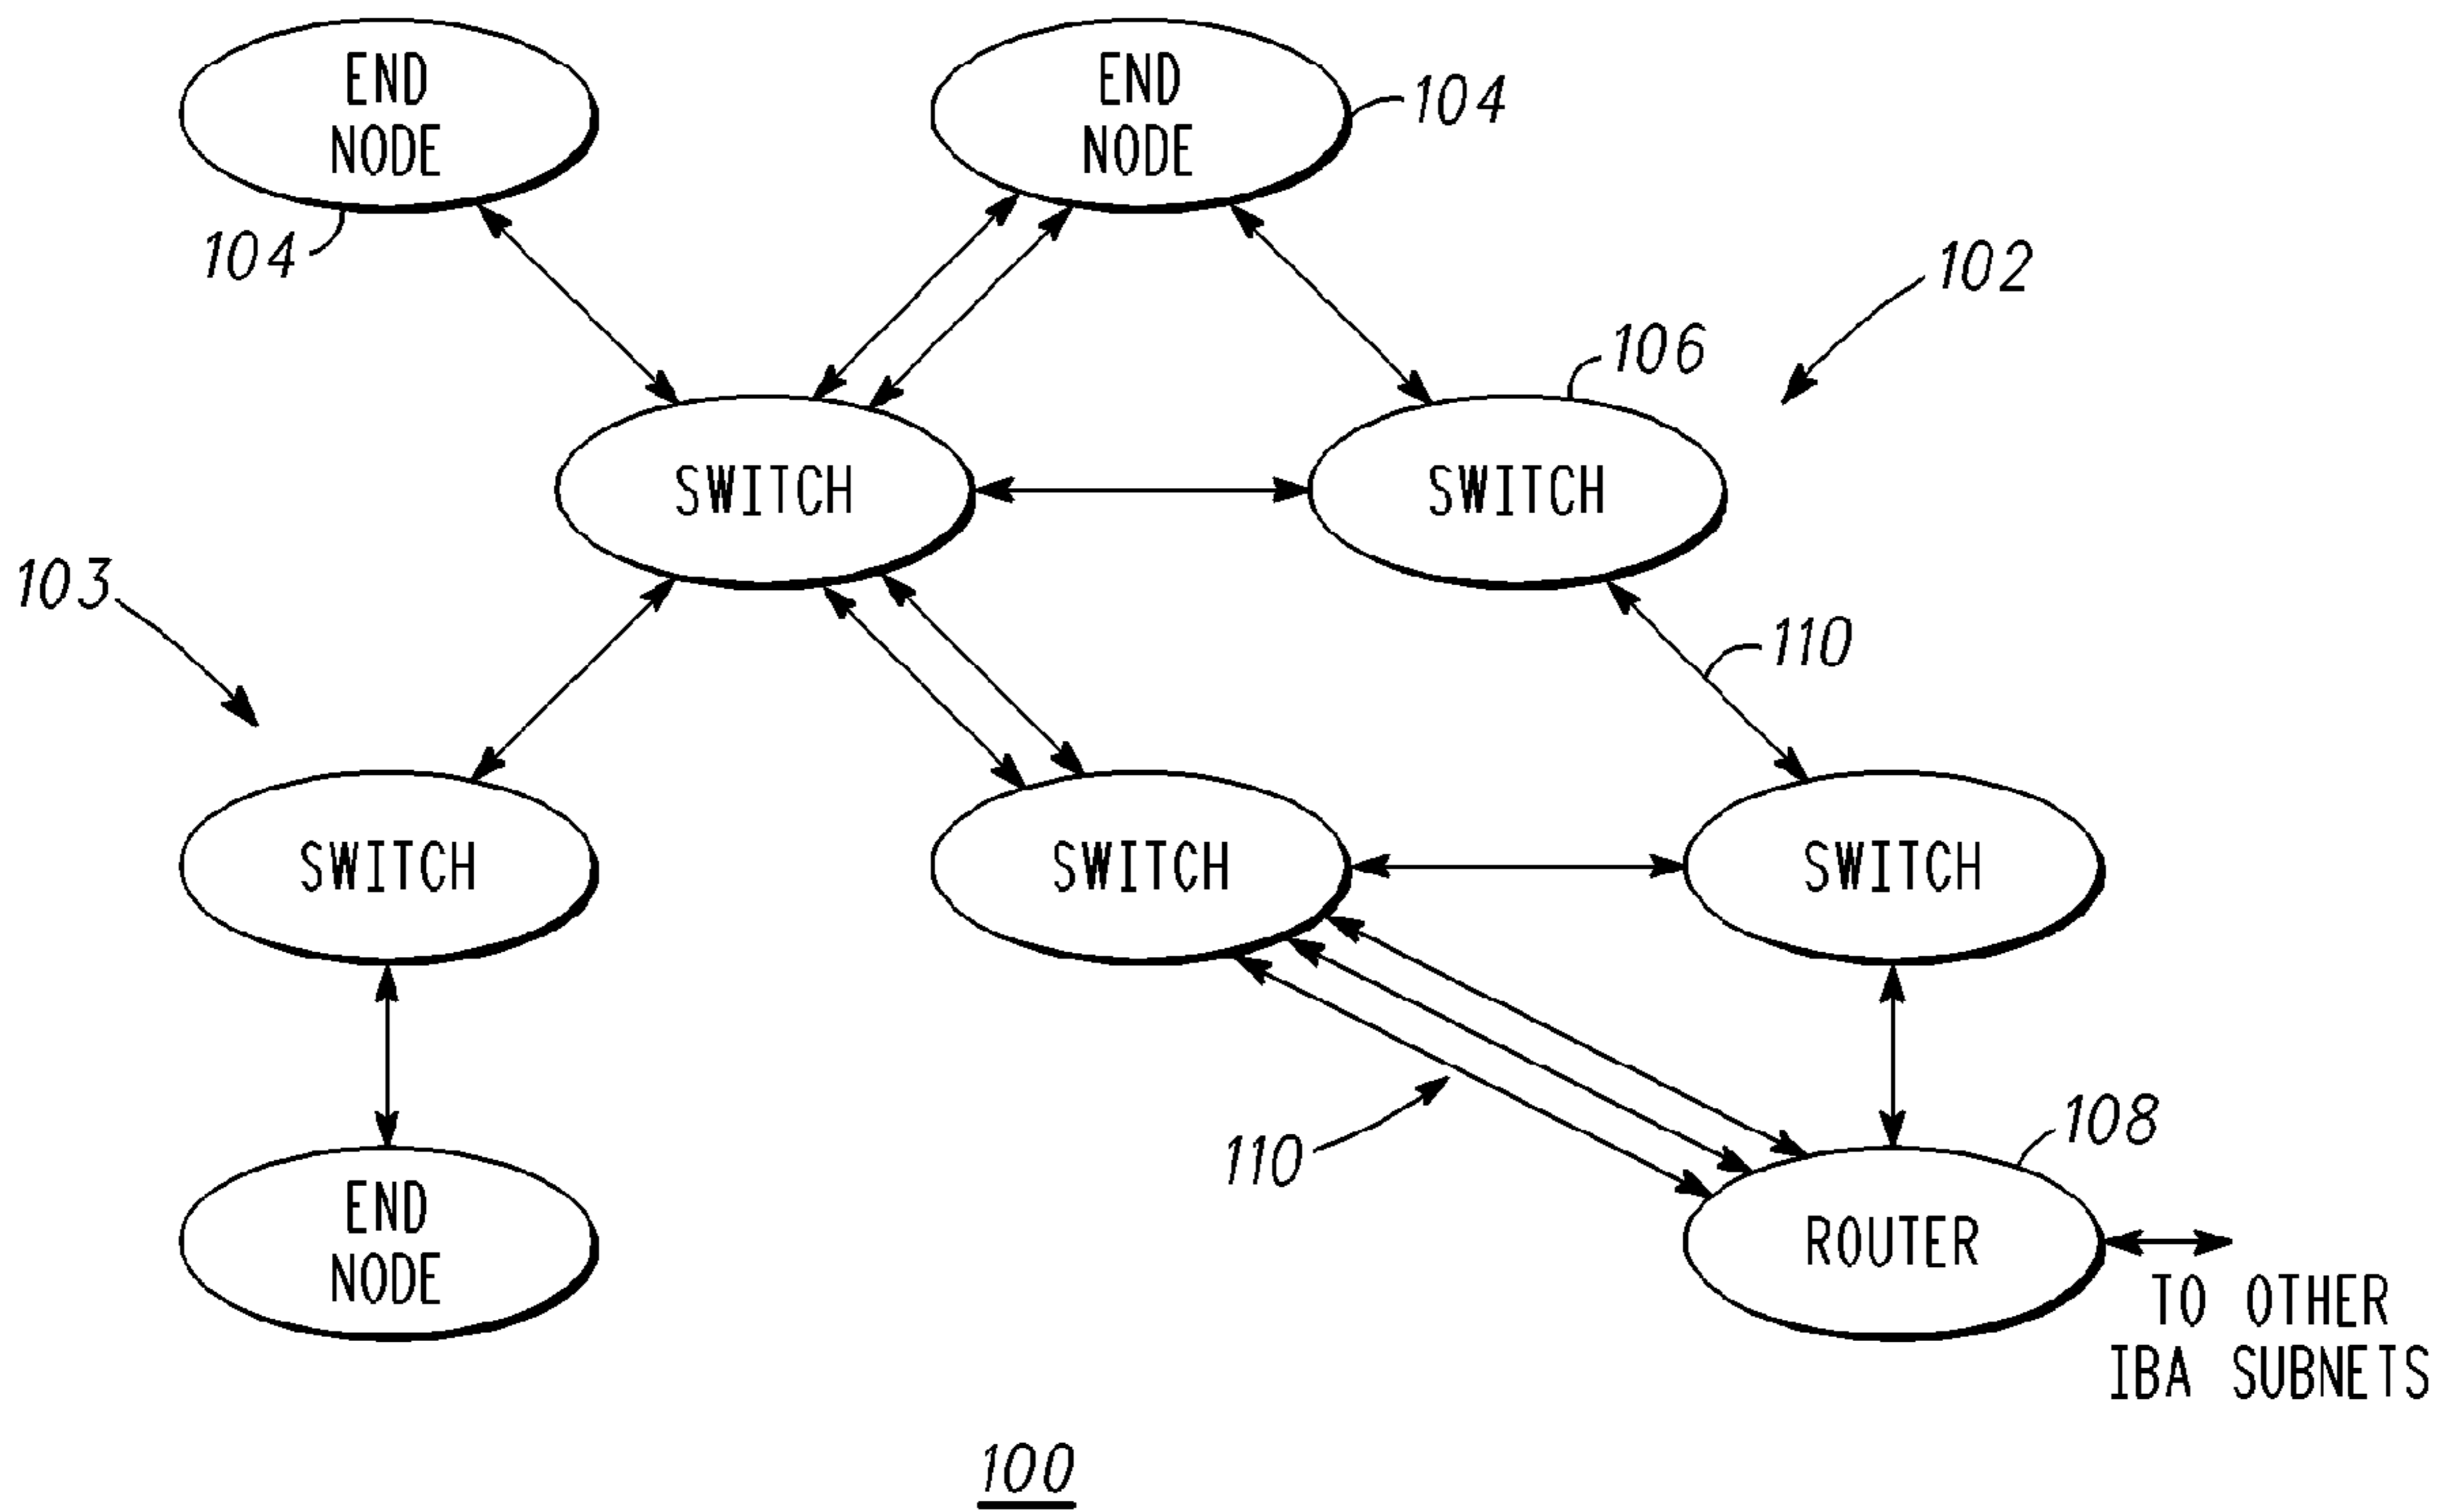 END
NODE
END
NODE
104
104
102
106
SWITCH
SWITCH
103
110
SWITCH
SWITCH
SWITCH
108
110
END
NODE
ROUTER
TO OTHER
IBA SUBNETS
100